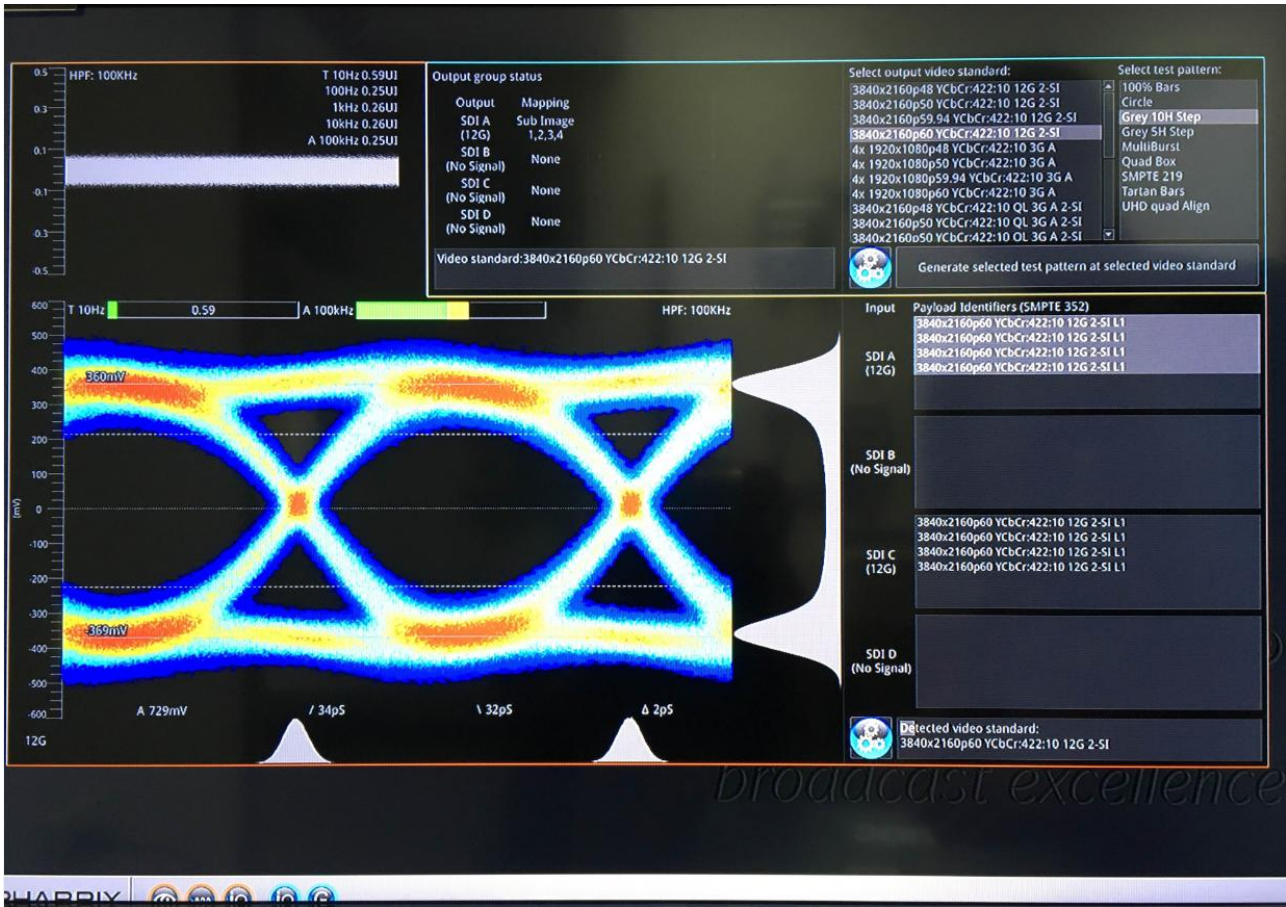 HPF: 100KHz
T 10Hz 0.59UI
100Hz 0.25UI
1kHz 0.26UI
10kHz 0.26UI
A 100kHz 0.25UI
0.5
0.3
0.1
-0.1
-0.3
-0.5
Output group status
Output Mapping
SDI A Sub Image
(12G) 1,2,3,4
SDI B
(No Signal) None
SDI C
(No Signal) None
SDI D
(No Signal) None
Video standard:3840x2160p60 YCbCr:422:10 12G 2-SI
Select output video standard:
3840x2160p48 YCbCr:422:10 12G 2-SI
3840x2160p50 YCbCr:422:10 12G 2-SI
3840x2160p59.94 YCbCr:422:10 12G 2-SI
3840x2160p60 YCbCr:422:10 12G 2-SI
4x 1920x1080p48 YCbCr:422:10 3G A
4x 1920x1080p50 YCbCr:422:10 3G A
4x 1920x1080p59.94 YCbCr:422:10 3G A
4x 1920x1080p60 YCbCr:422:10 3G A
3840x2160p48 YCbCr:422:10 QL 3G A 2-SI
3840x2160p50 YCbCr:422:10 QL 3G A 2-SI
3840x2160p50 YCbCr:422:10 QL 3G A 2-SI
Select test pattern:
100% Bars
Circle
Grey 10H Step
Grey 5H Step
MultiBurst
Quad Box
SMPTE 219
Tartan Bars
UHD quad Align
Generate selected test pattern at selected video standard
T 10Hz 0.59 A 100kHz HPF: 100KHz
600
500
400
300
200
100
0
-100
-200
-300
-400
-500
-600
(mV)
360mV
-369mV
A 729mV / 34pS \ 32pS Δ 2pS
12G
Input Payload Identifiers (SMPTE 352)
SDI A
(12G)
3840x2160p60 YCbCr:422:10 12G 2-SI L1
3840x2160p60 YCbCr:422:10 12G 2-SI L1
3840x2160p60 YCbCr:422:10 12G 2-SI L1
3840x2160p60 YCbCr:422:10 12G 2-SI L1
SDI B
(No Signal)
SDI C
(12G)
3840x2160p60 YCbCr:422:10 12G 2-SI L1
3840x2160p60 YCbCr:422:10 12G 2-SI L1
3840x2160p60 YCbCr:422:10 12G 2-SI L1
3840x2160p60 YCbCr:422:10 12G 2-SI L1
SDI D
(No Signal)
Detected video standard:
3840x2160p60 YCbCr:422:10 12G 2-SI
broadcast excellence